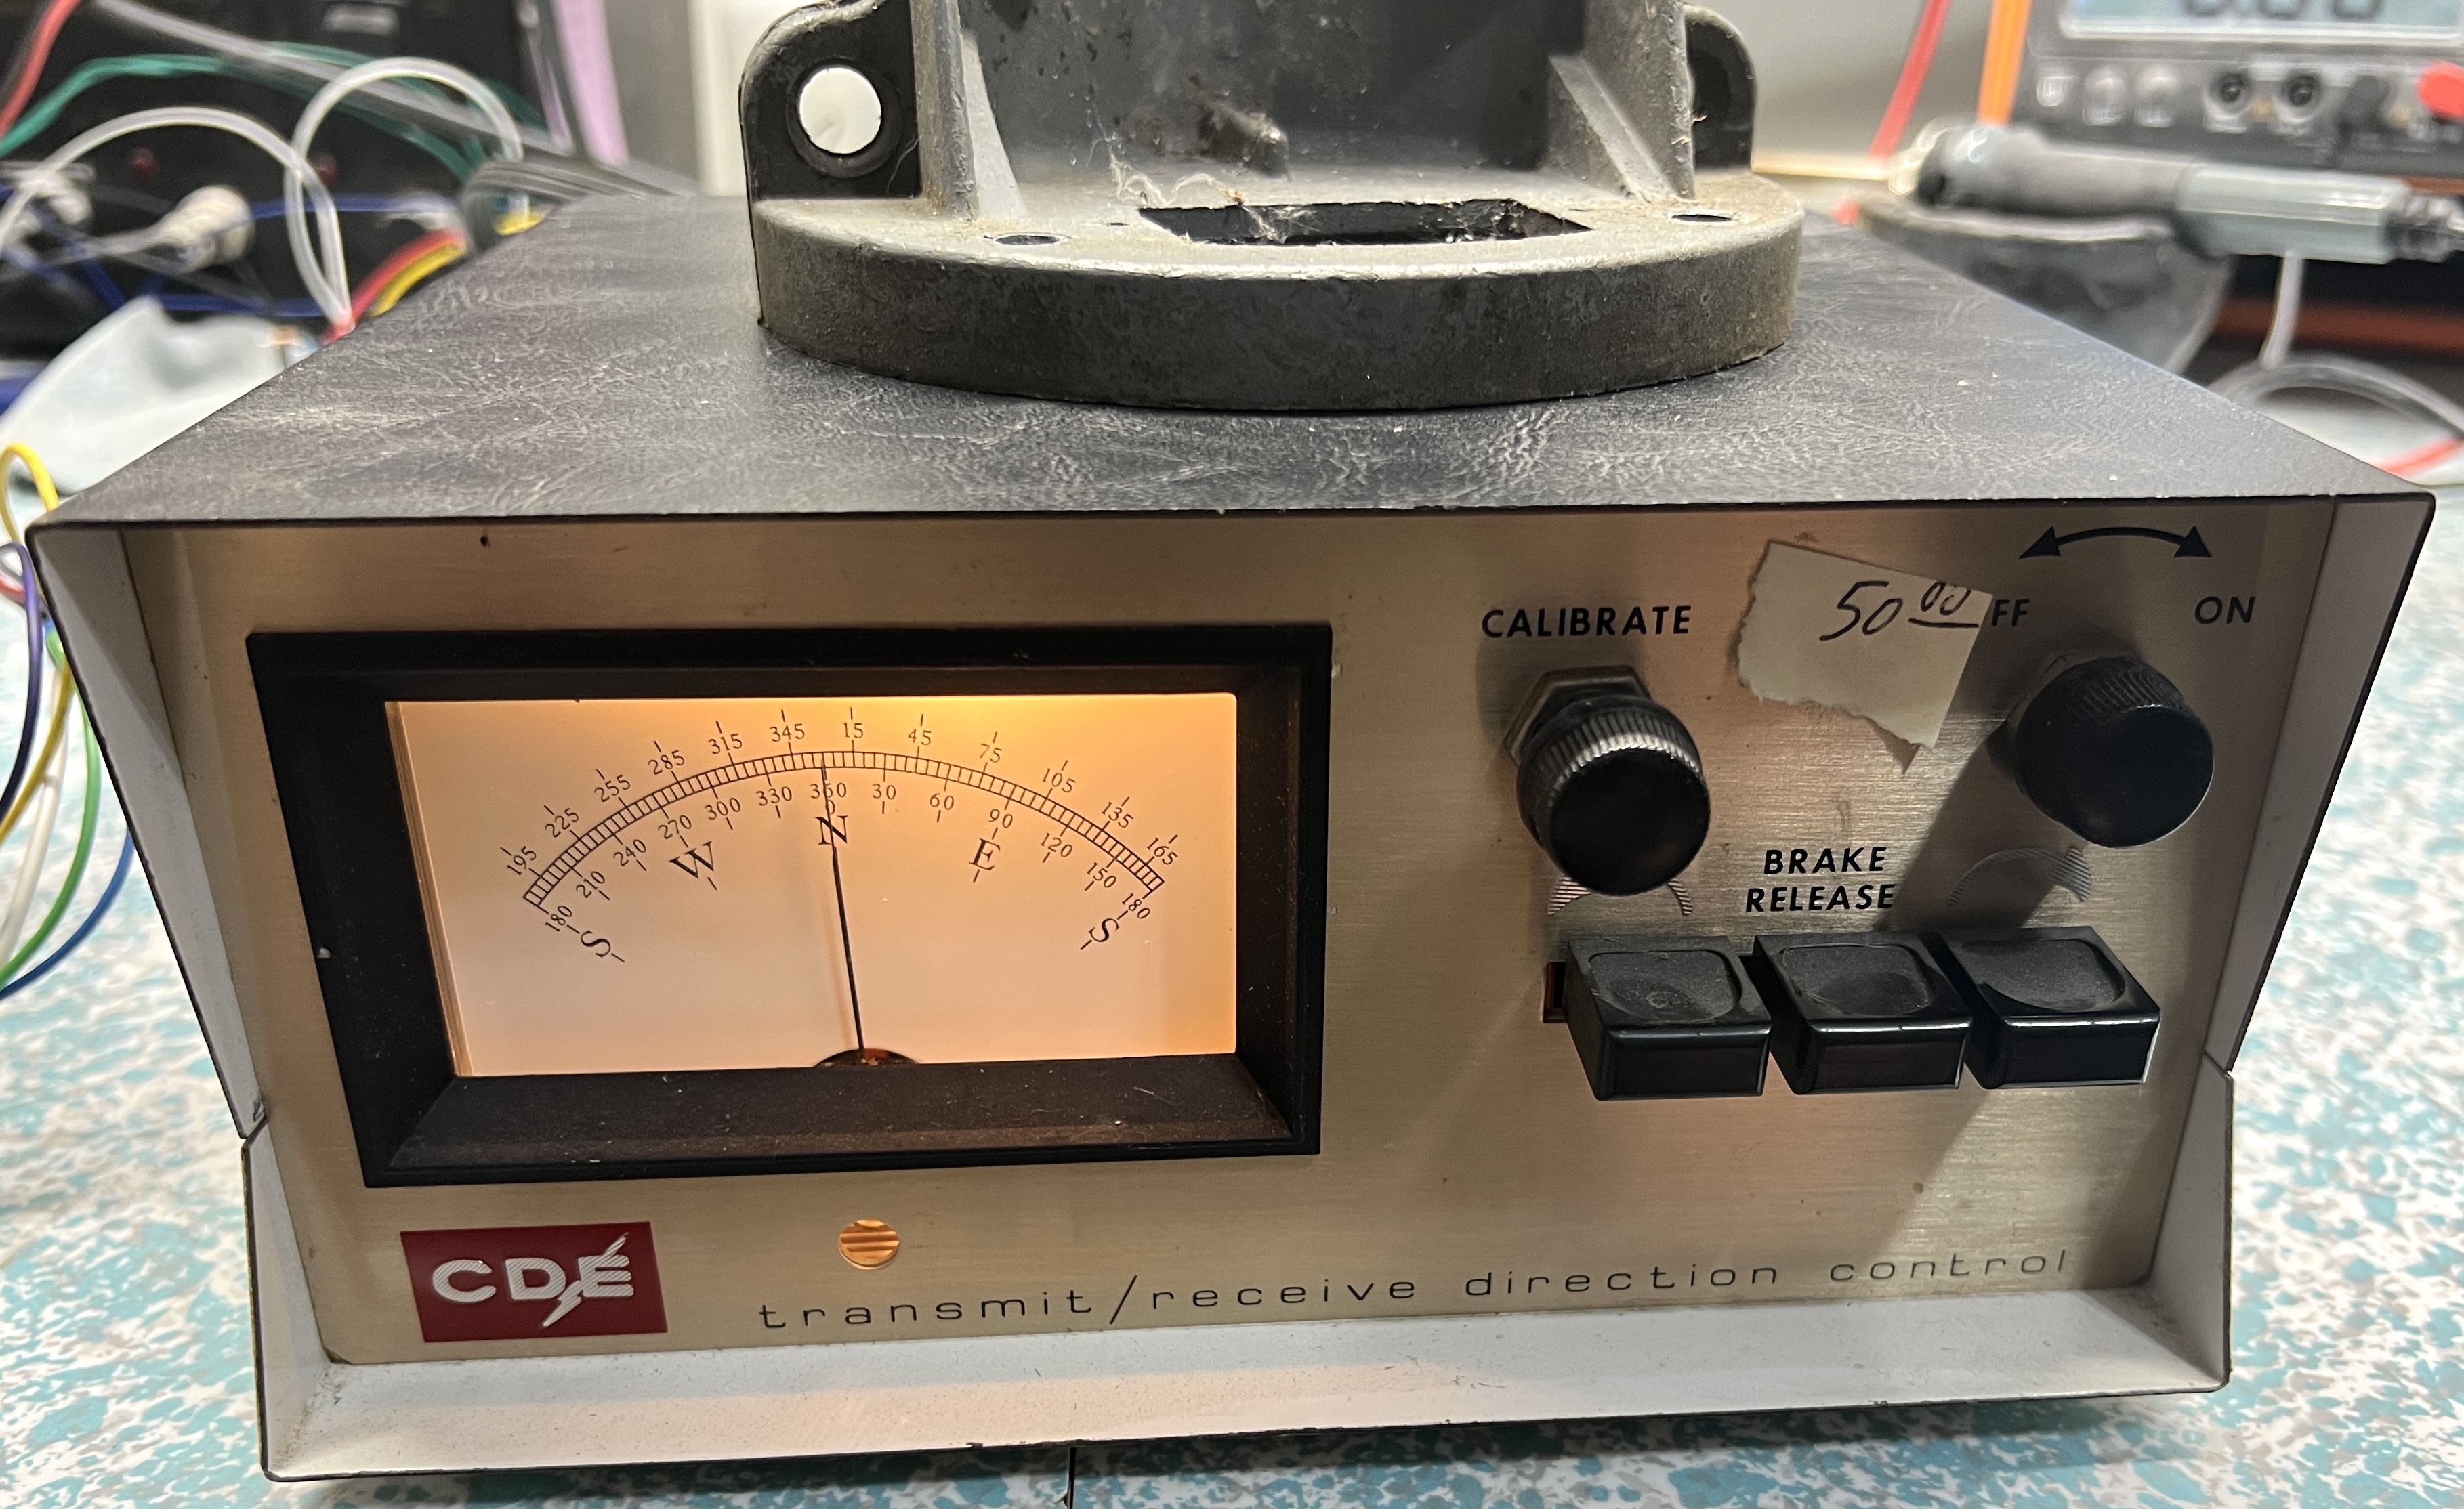 CALIBRATE
50 00
FF
ON
345 15
315 45
285 75
255 105
225 135
195 165
330 360 30
300 0 60
270 90
240 120
210 150
180 180
W N E
S S
BRAKE
RELEASE
CDE
transmit/receive direction control